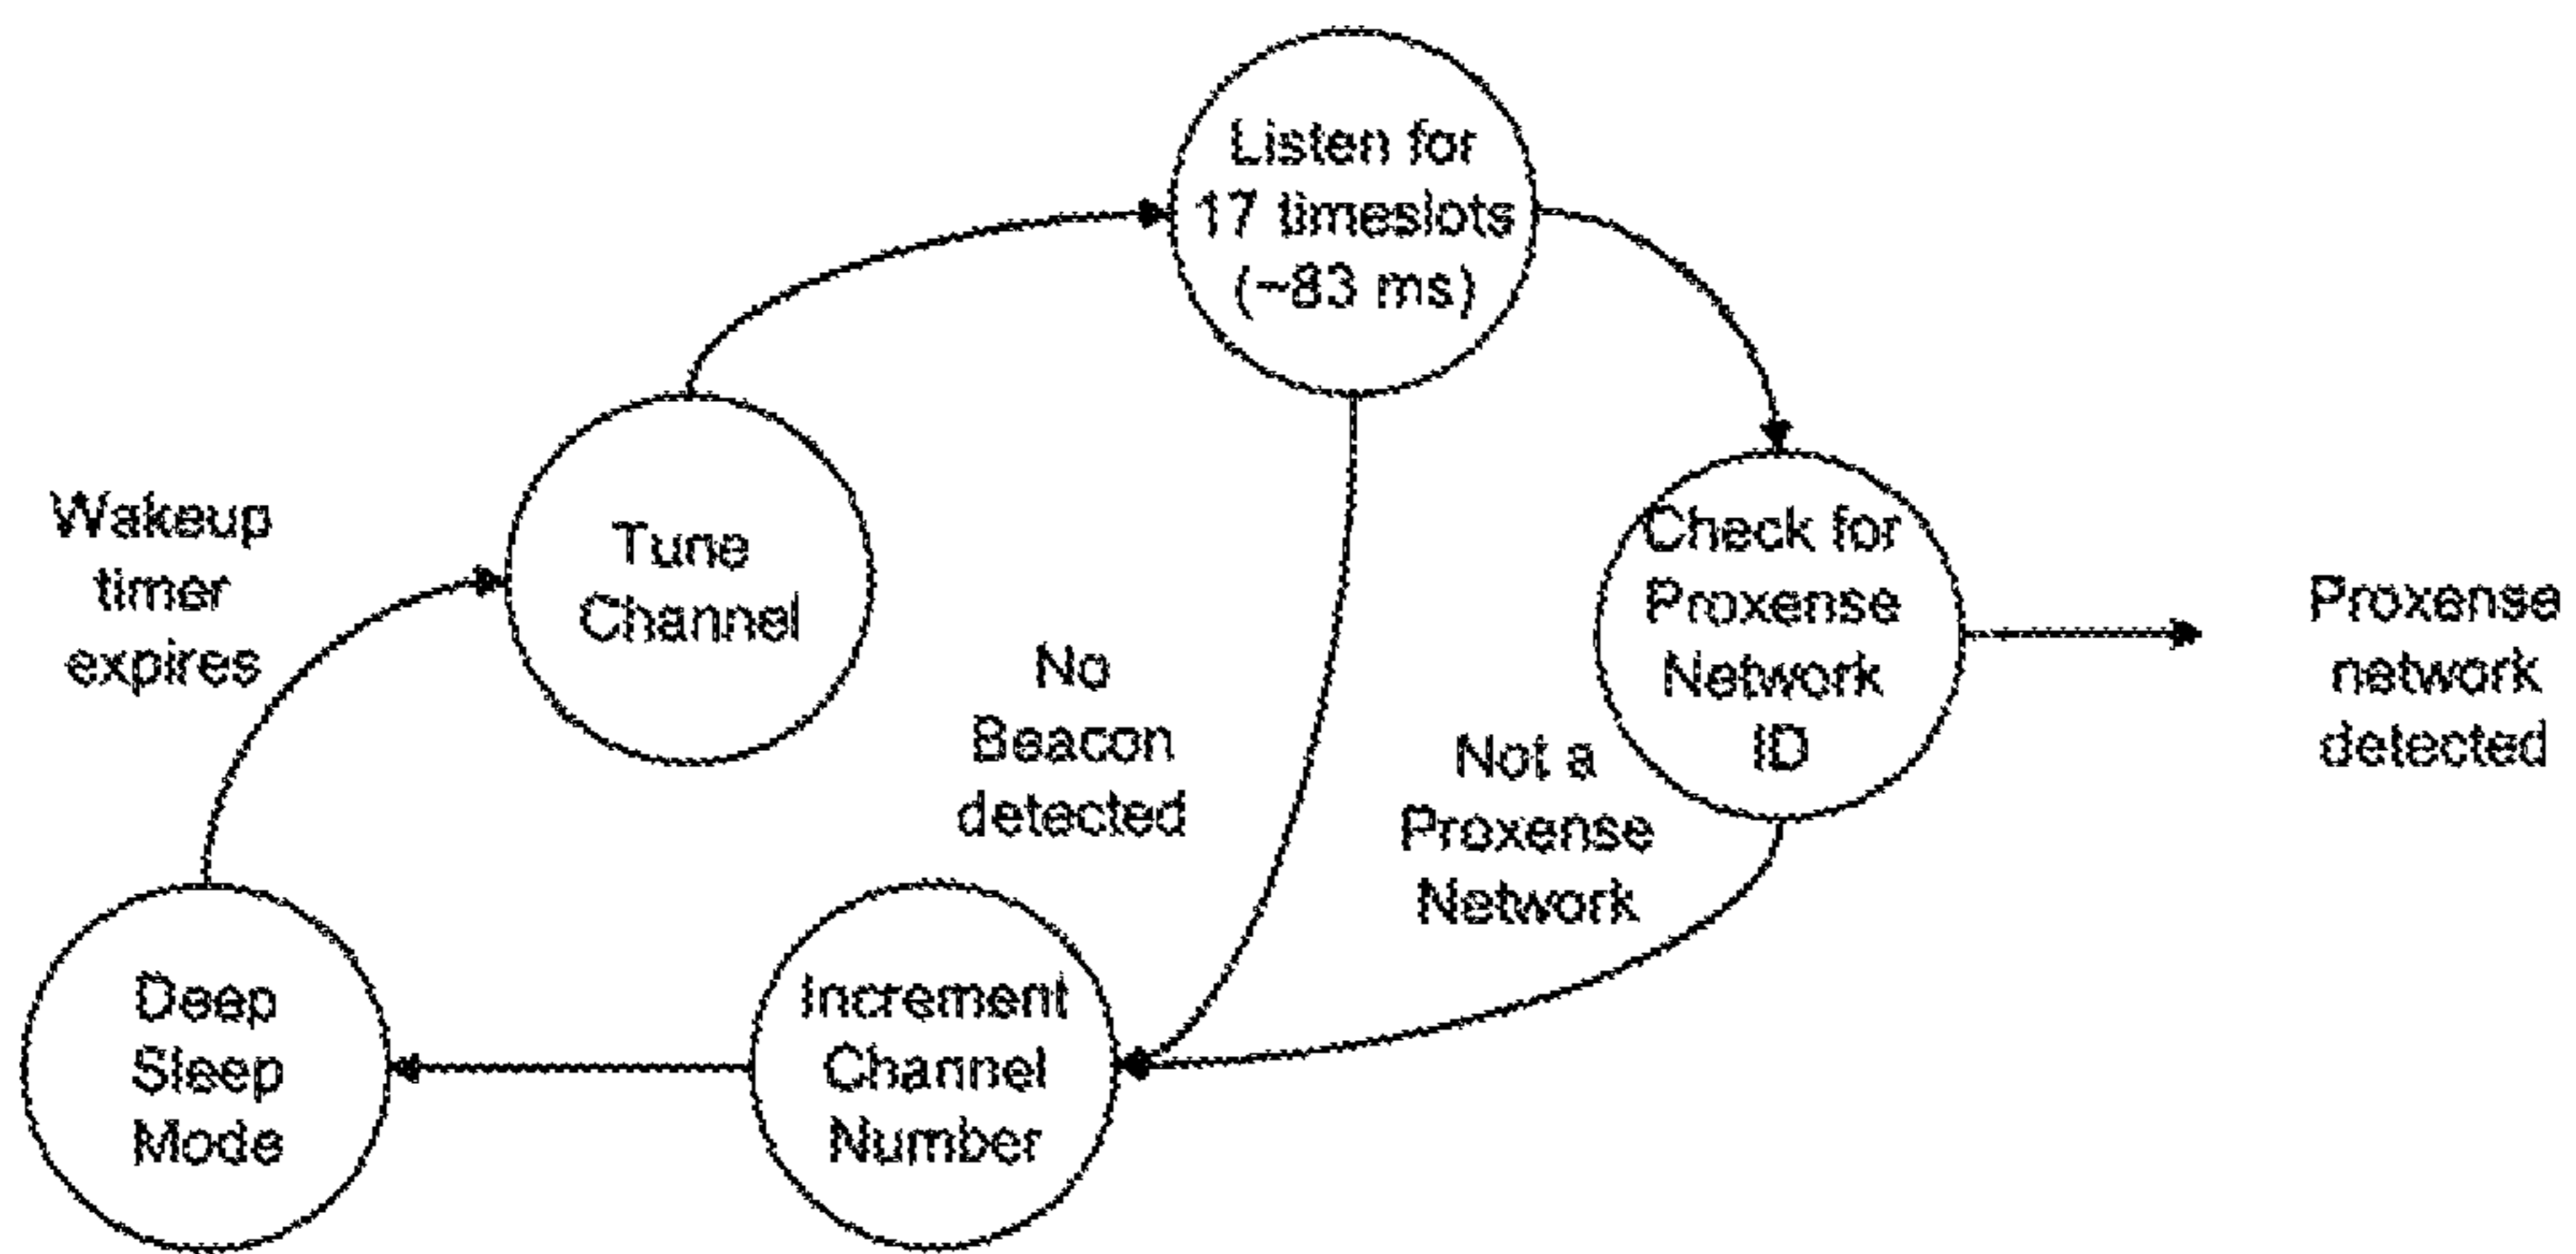 Listen for
17 timeslots
(~83 ms)
Wakeup
timer
expires
Tune
Channel
Check for
Proxense
Network
ID
Proxense
network
detected
No
Beacon
detected
Not a
Proxense
Network
Deep
Sleep
Mode
Increment
Channel
Number